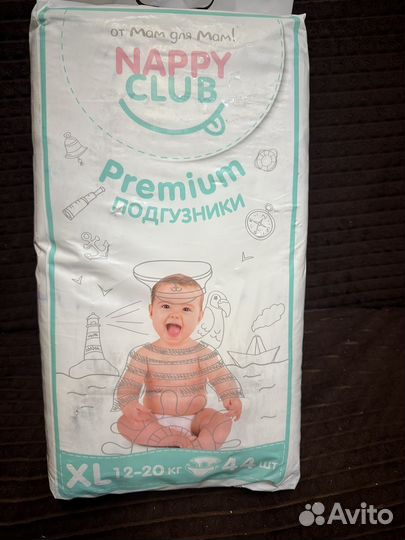 от Мам для Мам!
NAPPY
CLUB
Premium
ПОДГУЗНИКИ
XL 12-20 КГ 44 ШТ
Avito